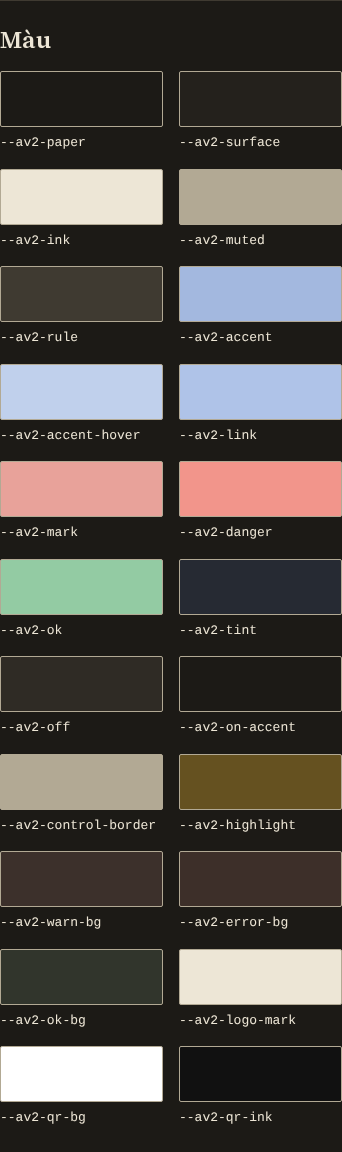 Màu
--av2-paper
--av2-surface
--av2-ink
--av2-muted
--av2-rule
--av2-accent
--av2-accent-hover
--av2-link
--av2-mark
--av2-danger
--av2-ok
--av2-tint
--av2-off
--av2-on-accent
--av2-control-border
--av2-highlight
--av2-warn-bg
--av2-error-bg
--av2-ok-bg
--av2-logo-mark
--av2-qr-bg
--av2-qr-ink